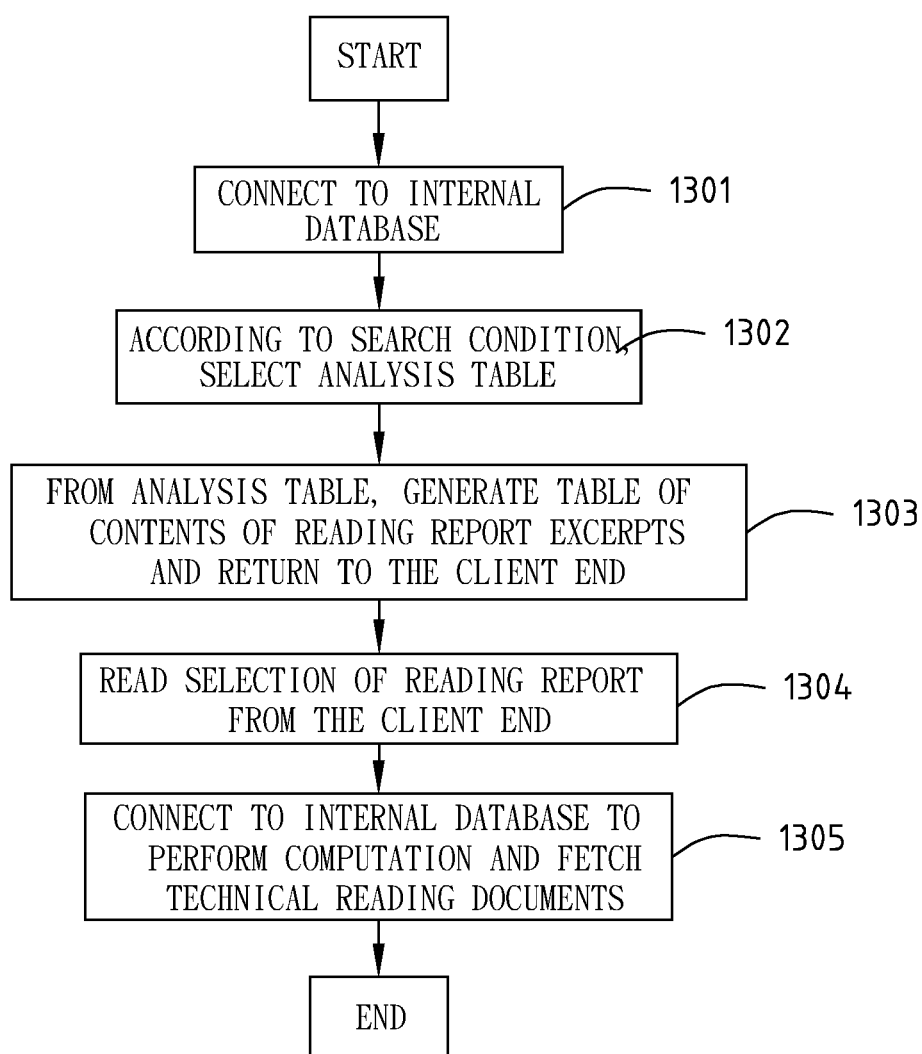 START
CONNECT TO INTERNAL
DATABASE
1301
ACCORDING TO SEARCH CONDITION,
SELECT ANALYSIS TABLE
1302
FROM ANALYSIS TABLE, GENERATE TABLE OF
CONTENTS OF READING REPORT EXCERPTS
AND RETURN TO THE CLIENT END
1303
READ SELECTION OF READING REPORT
FROM THE CLIENT END
1304
CONNECT TO INTERNAL DATABASE TO
PERFORM COMPUTATION AND FETCH
TECHNICAL READING DOCUMENTS
1305
END